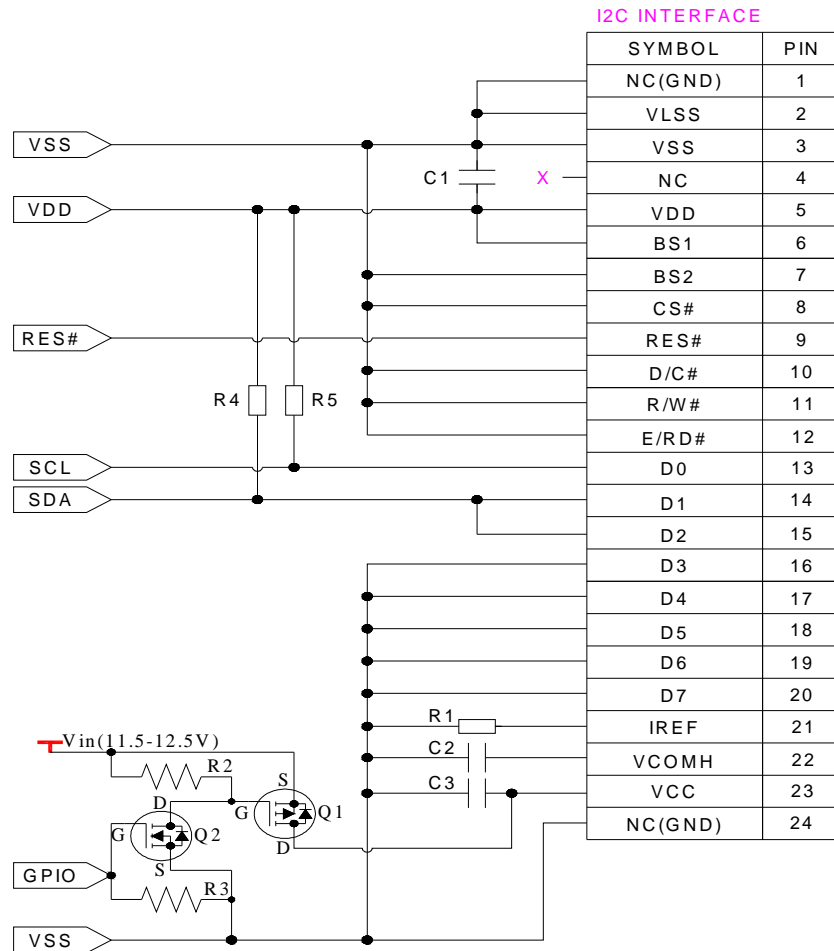 I2C INTERFACE
SYMBOL PIN
NC(GND) 1
VLSS 2
VSS VSS 3
C1 X NC 4
VDD VDD 5
BS1 6
BS2 7
CS# 8
RES# RES# 9
D/C# 10
R4 R5 R/W# 11
E/RD# 12
SCL D0 13
SDA D1 14
D2 15
D3 16
D4 17
D5 18
D6 19
D7 20
R1 IREF 21
Vin(11.5-12.5V) C2 VCOMH 22
R2 S C3 VCC 23
D G Q1 NC(GND) 24
G Q2 D
S
GPIO R3
VSS